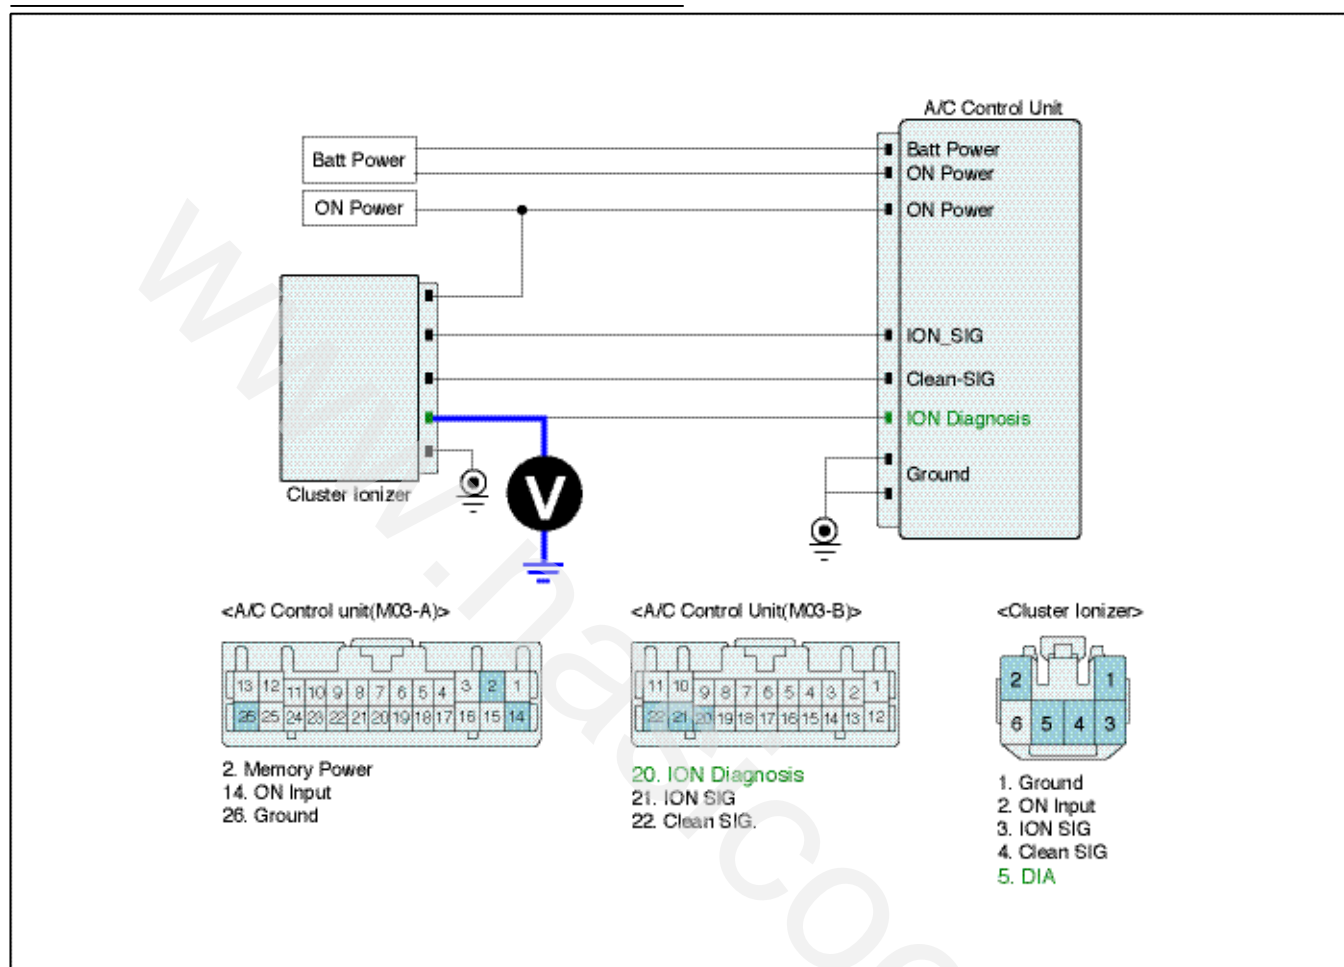 A/C Control Unit
Batt Power
Batt Power
ON Power
ON Power
ON Power
ION_SIG
Clean-SIG
ION Diagnosis
Ground
Cluster Ionizer
V
<A/C Control unit(M03-A)>
<A/C Control Unit(M03-B)>
<Cluster Ionizer>
13 12 11 10 9 8 7 6 5 4 3 2 1
26 25 24 23 22 21 20 19 18 17 16 15 14
11 10 9 8 7 6 5 4 3 2 1
22 21 20 19 18 17 16 15 14 13 12
2 1
6 5 4 3
2. Memory Power
14. ON Input
26. Ground
20. ION Diagnosis
21. ION SIG
22. Clean SIG.
1. Ground
2. ON Input
3. ION SIG
4. Clean SIG
5. DIA